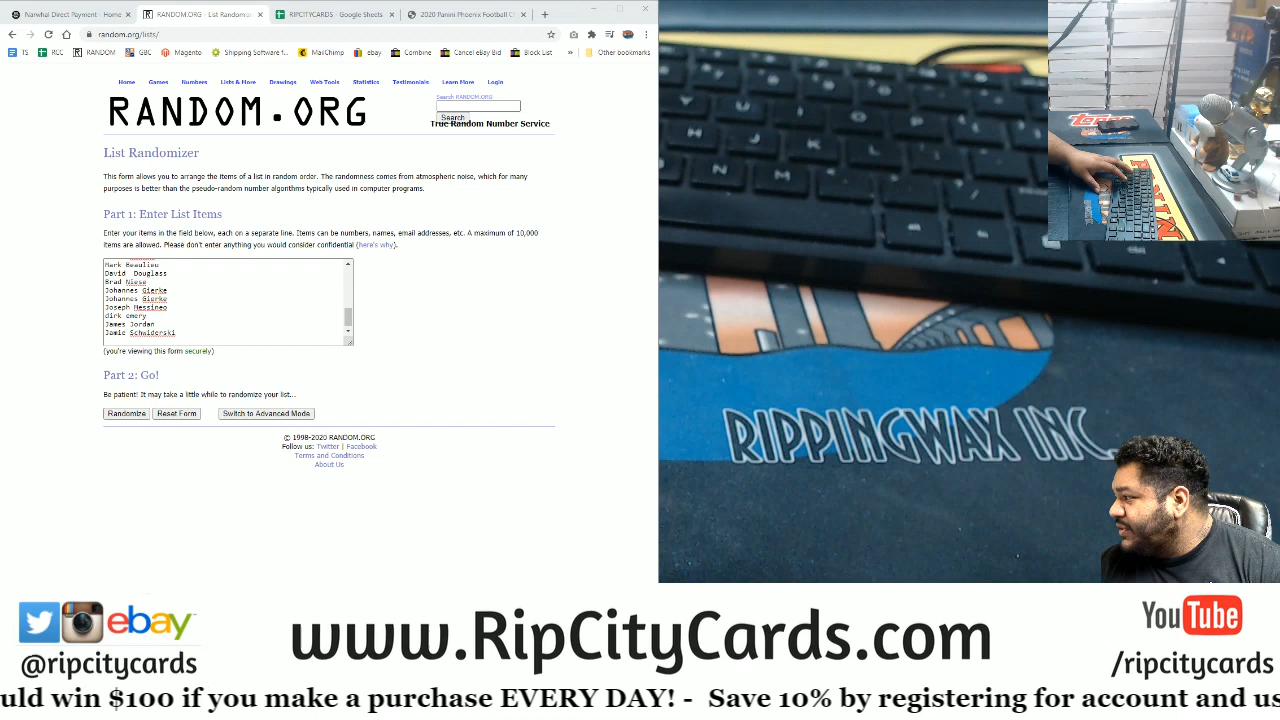 Narwhal Direct Payment - Home
RANDOM.ORG - List Randomizer
RIPCITYCARDS - Google Sheets
2020 Panini Phoenix Football
random.org/lists/
TS RCC RANDOM GBC Magento Shipping Software f... MailChimp ebay Combine Cancel eBay Bid Block List » Other bookmarks
Home Games Numbers Lists & More Drawings Web Tools Statistics Testimonials Learn More Login
RANDOM.ORG
Search RANDOM.ORG
Search
True Random Number Service
List Randomizer
This form allows you to arrange the items of a list in random order. The randomness comes from atmospheric noise, which for many
purposes is better than the pseudo-random number algorithms typically used in computer programs.
Part 1: Enter List Items
Enter your items in the field below, each on a separate line. Items can be numbers, names, email addresses, etc. A maximum of 10,000
items are allowed. Please don't enter anything you would consider confidential (here's why).
Mark Beaulieu
David Douglass
Brad Niese
Johannes Gierke
Johannes Gierke
Joseph Messineo
dirk emery
James Jordan
Jamie Schwiderski
(you're viewing this form securely)
Part 2: Go!
Be patient! It may take a little while to randomize your list...
Randomize Reset Form Switch to Advanced Mode
© 1998-2020 RANDOM.ORG
Follow us: Twitter | Facebook
Terms and Conditions
About Us
RIPPINGWAX INC.
ebay
@ripcitycards
www.RipCityCards.com
YouTube
/ripcitycards
ould win $100 if you make a purchase EVERY DAY! - Save 10% by registering for account and us